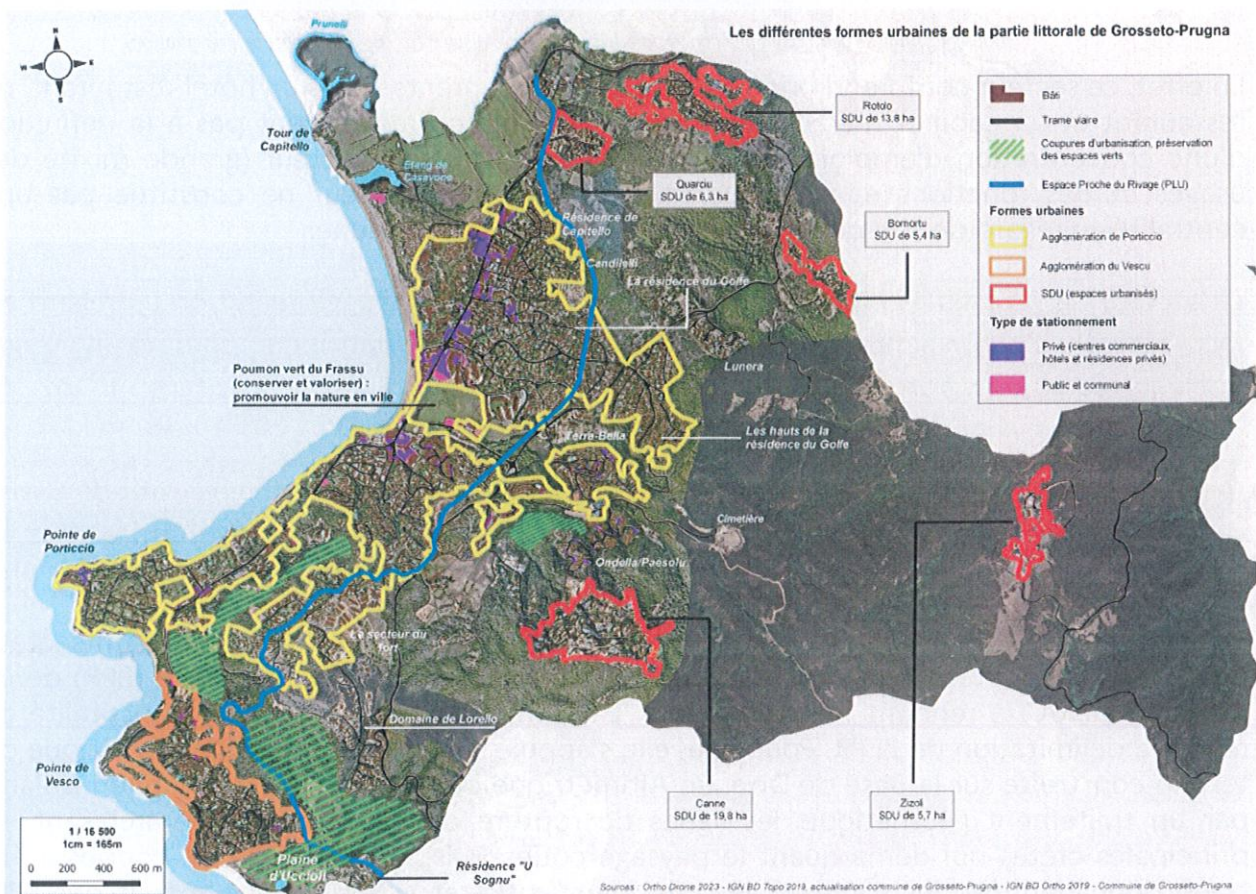 Les différentes formes urbaines de la partie littorale de Grosseto-Prugna
N
W
E
S
Prunelli
Tour de
Capitello
Etang de
Casavone
Rotolo
SDU de 13,8 ha
Quarciu
SDU de 6,3 ha
Bomortu
SDU de 5,4 ha
Résidence de
Capitello
Candilelli
La résidence du Golfe
Bâti
Trame viaire
Coupures d'urbanisation, préservation
des espaces verts
Espace Proche du Rivage (PLU)
Formes urbaines
Agglomération de Porticcio
Agglomération du Vescu
SDU (espaces urbanisés)
Type de stationnement
Privé (centres commerciaux,
hôtels et résidences privés)
Public et communal
Poumon vert du Frassu
(conserver et valoriser) :
promouvoir la nature en ville
Lunera
Terra-Bella
Les hauts de la
résidence du Golfe
Cimetière
Pointe de
Porticcio
Ondella/Paesolu
Le secteur du
fort
Domaine de Lorello
Pointe de
Vesco
Canne
SDU de 19,8 ha
Zizoli
SDU de 5,7 ha
1 / 16 500
1cm = 165m
0 200 400 600 m
Plaine
d'Uccioli
Résidence "U
Sognu"
Sources : Ortho Drone 2023 - IGN BD Topo 2019, actualisation commune de Grosseto-Prugna - IGN BD Ortho 2019 - Commune de Grosseto-Prugna